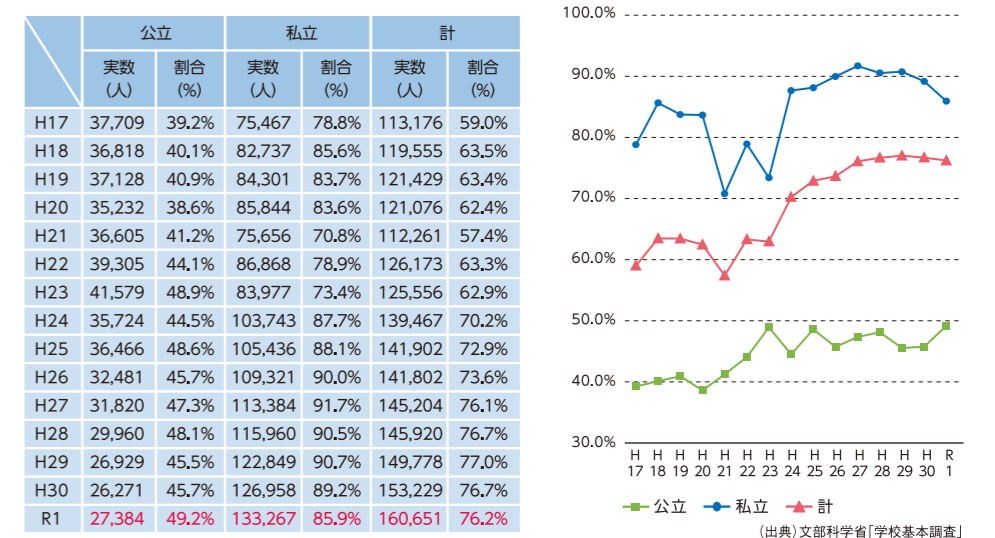 公立 私立 計
実数(人) 割合(%) 実数(人) 割合(%) 実数(人) 割合(%)
H17 37,709 39.2% 75,467 78.8% 113,176 59.0%
H18 36,818 40.1% 82,737 85.6% 119,555 63.5%
H19 37,128 40.9% 84,301 83.7% 121,429 63.4%
H20 35,232 38.6% 85,844 83.6% 121,076 62.4%
H21 36,605 41.2% 75,656 70.8% 112,261 57.4%
H22 39,305 44.1% 86,868 78.9% 126,173 63.3%
H23 41,579 48.9% 83,977 73.4% 125,556 62.9%
H24 35,724 44.5% 103,743 87.7% 139,467 70.2%
H25 36,466 48.6% 105,436 88.1% 141,902 72.9%
H26 32,481 45.7% 109,321 90.0% 141,802 73.6%
H27 31,820 47.3% 113,384 91.7% 145,204 76.1%
H28 29,960 48.1% 115,960 90.5% 145,920 76.7%
H29 26,929 45.5% 122,849 90.7% 149,778 77.0%
H30 26,271 45.7% 126,958 89.2% 153,229 76.7%
R1 27,384 49.2% 133,267 85.9% 160,651 76.2%
100.0%
90.0%
80.0%
70.0%
60.0%
50.0%
40.0%
30.0%
H H H H H H H H H H H H H H R
17 18 19 20 21 22 23 24 25 26 27 28 29 30 1
公立 私立 計
(出典)文部科学省「学校基本調査」